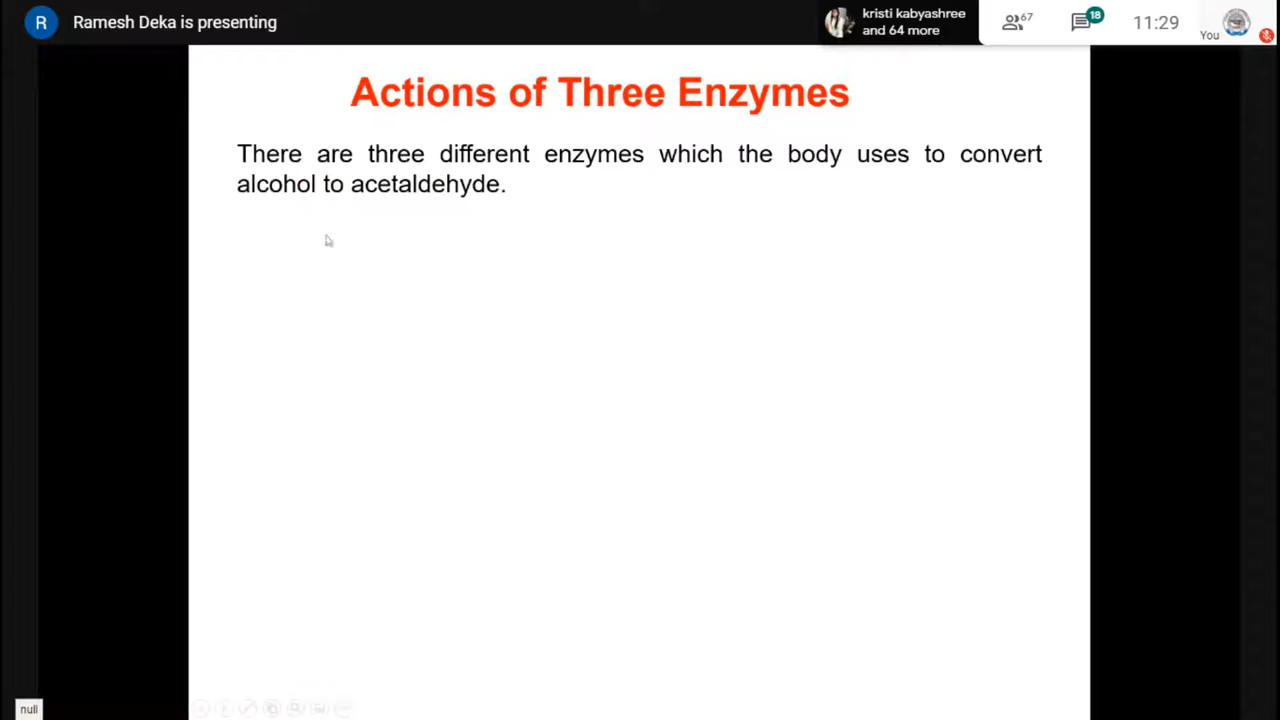 R
Ramesh Deka is presenting
kristi kabyashree
and 64 more
67
18
11:29
You
Actions of Three Enzymes
There are three different enzymes which the body uses to convert
alcohol to acetaldehyde.
null